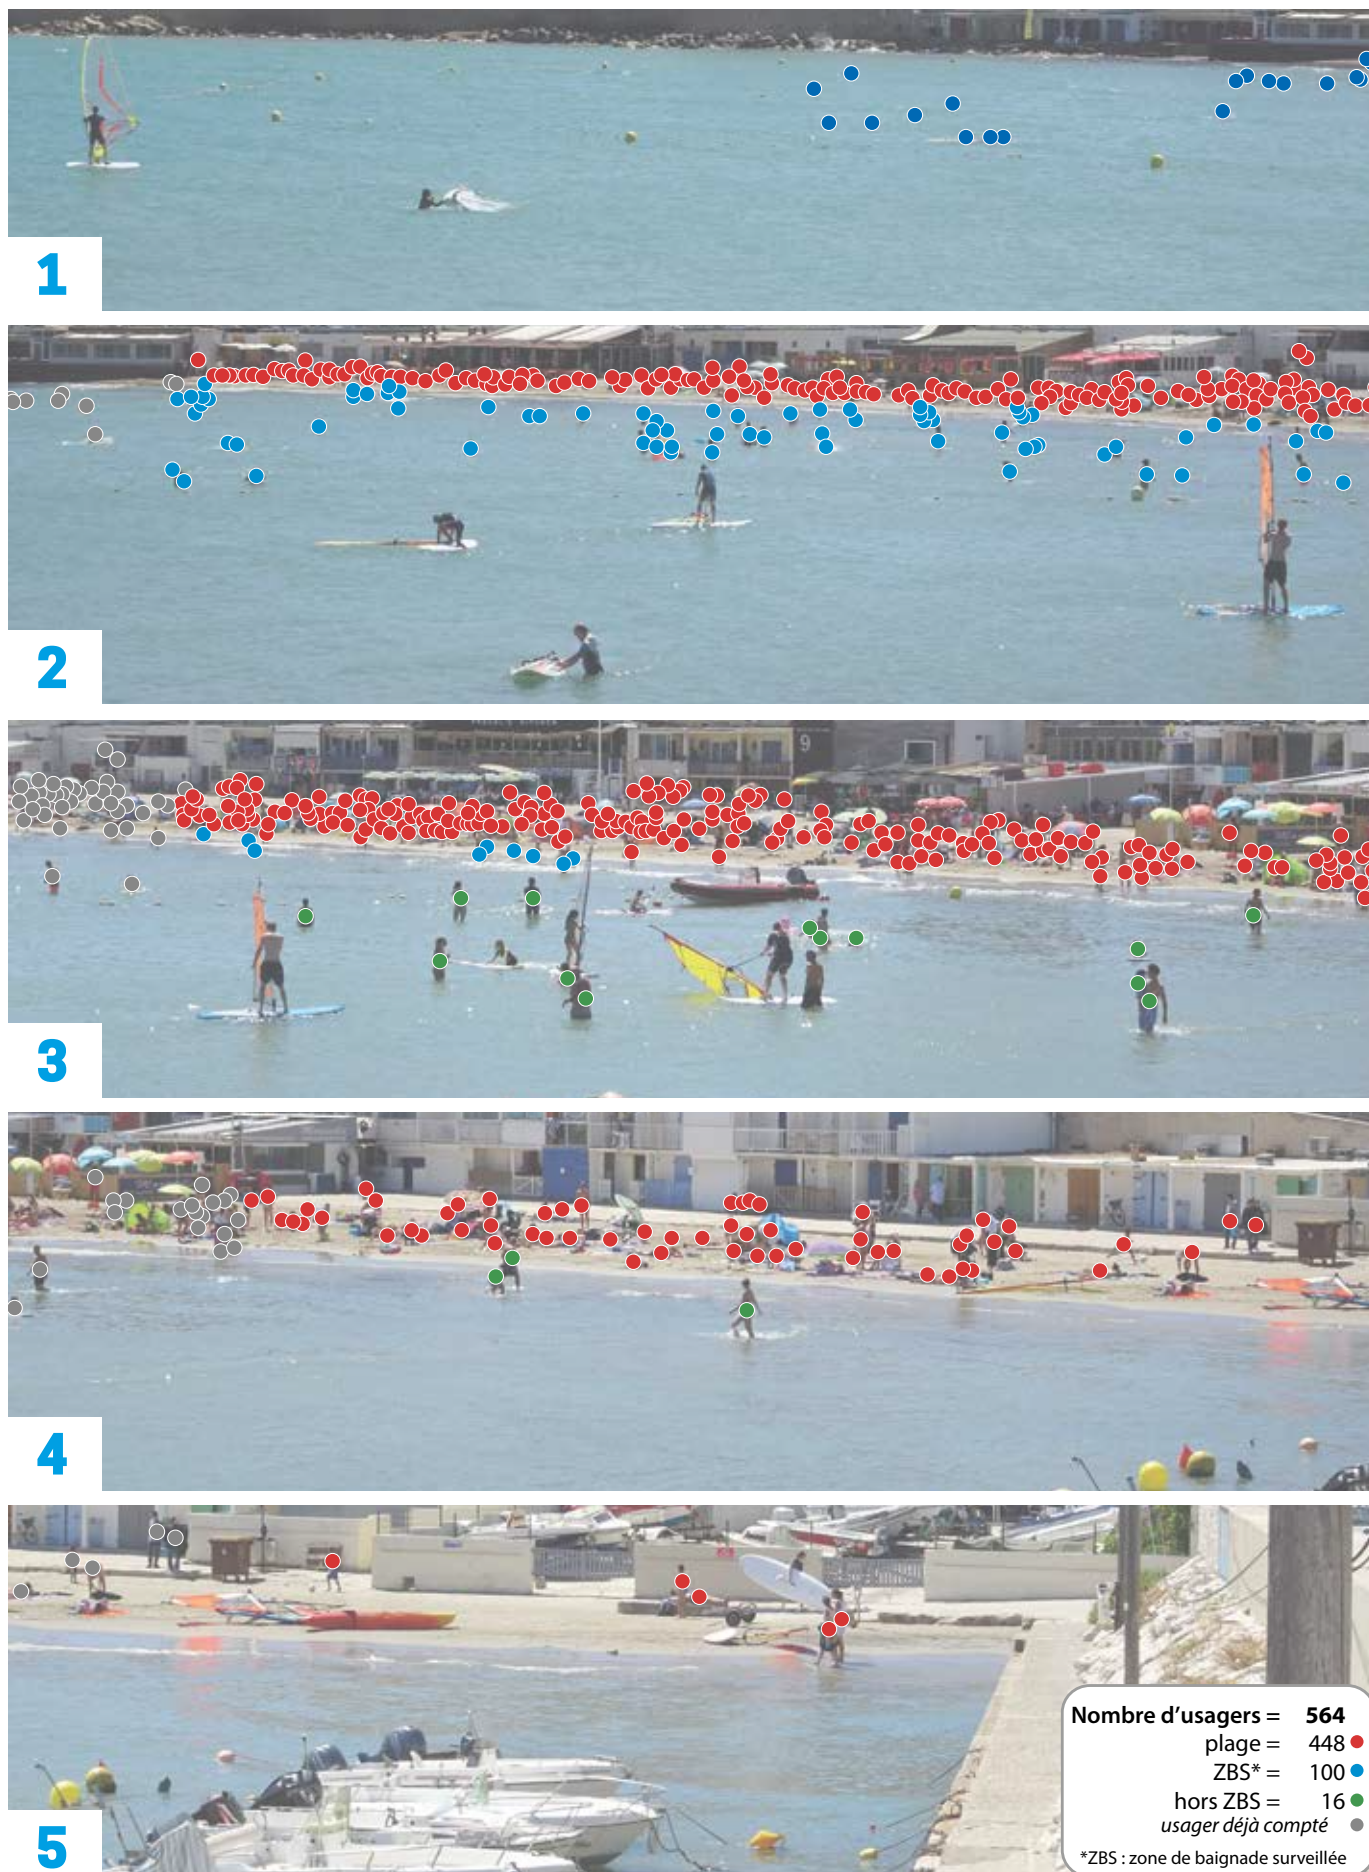 1
2
9
3
4
5
Nombre d'usagers = 564
plage = 448
ZBS* = 100
hors ZBS = 16
usager déjà compté
*ZBS : zone de baignade surveillée